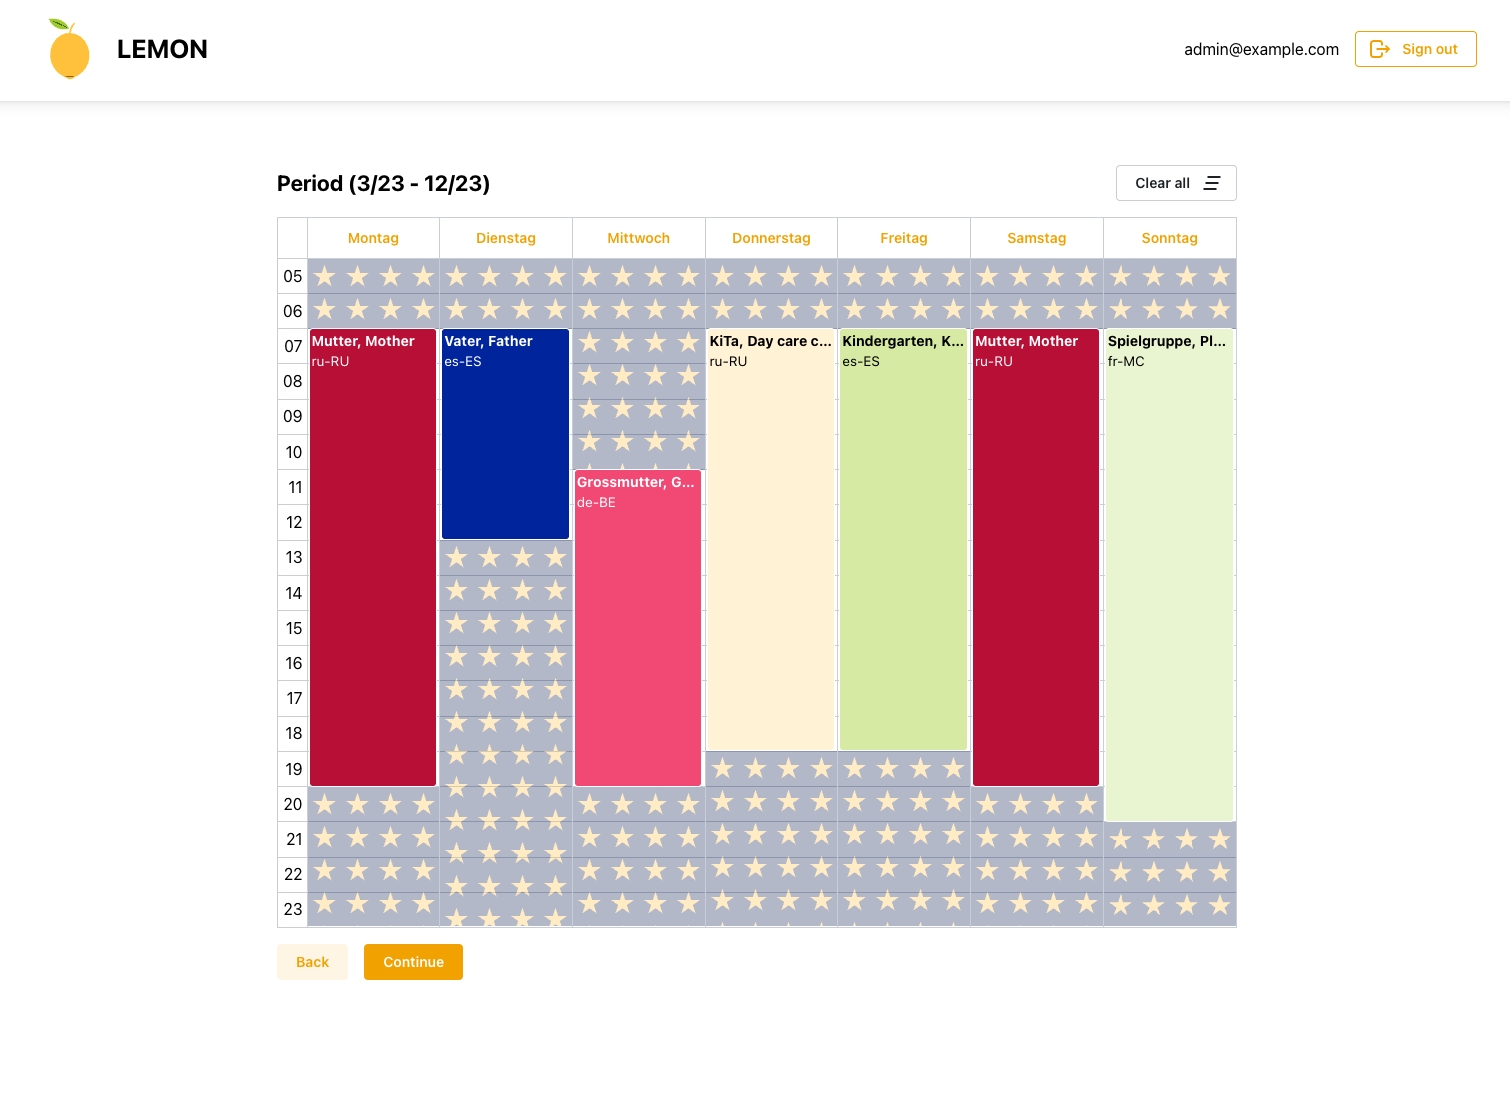 LEMON
admin@example.com
Sign out
Period (3/23 - 12/23)
Clear all
Montag Dienstag Mittwoch Donnerstag Freitag Samstag Sonntag
05
06
07
Mutter, Mother
ru-RU
Vater, Father
es-ES
KiTa, Day care c...
ru-RU
Kindergarten, K...
es-ES
Mutter, Mother
ru-RU
Spielgruppe, Pl...
fr-MC
08
09
10
11
Grossmutter, G...
de-BE
12
13
14
15
16
17
18
19
20
21
22
23
Back
Continue